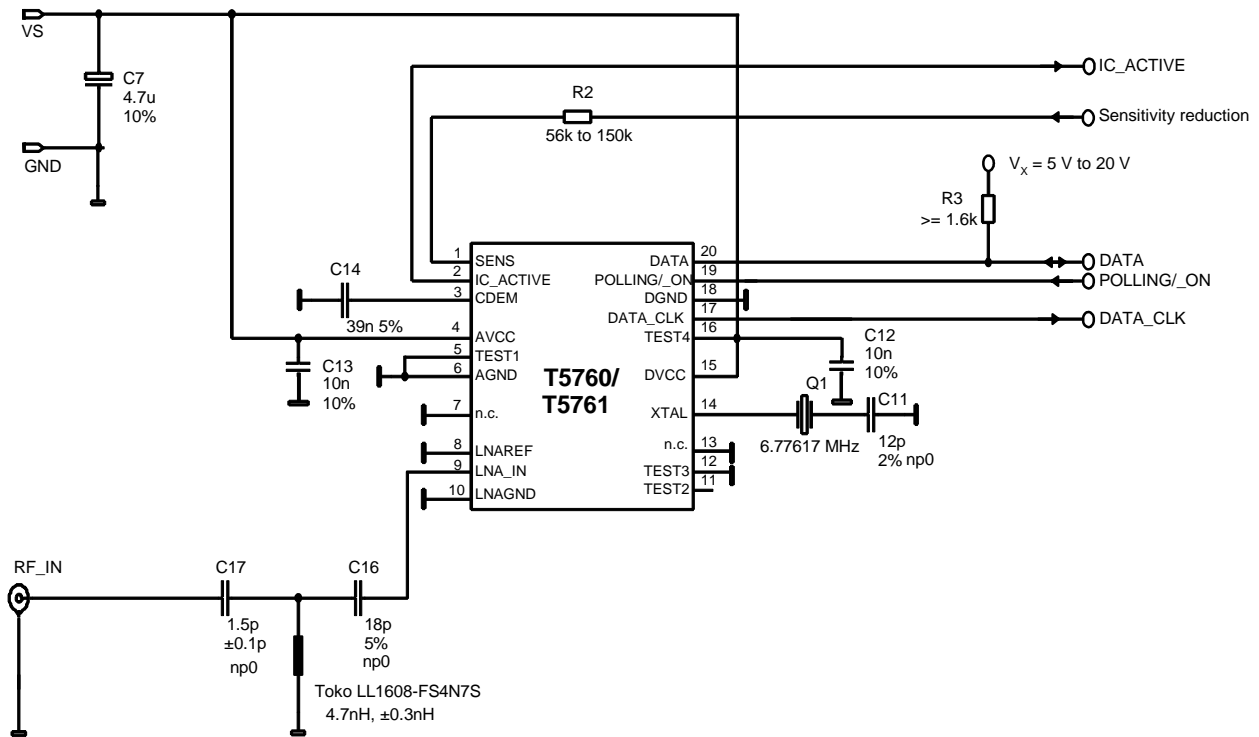 VS
C7
4.7u
10%
GND
IC_ACTIVE
R2
56k to 150k
Sensitivity reduction
VX = 5 V to 20 V
R3
>= 1.6k
1 SENS
2 IC_ACTIVE
3 CDEM
4 AVCC
5 TEST1
6 AGND
7 n.c.
8 LNAREF
9 LNA_IN
10 LNAGND
T5760/
T5761
DATA 20
POLLING/_ON 19
DGND 18
DATA_CLK 17
TEST4 16
DVCC 15
XTAL 14
n.c. 13
TEST3 12
TEST2 11
DATA
POLLING/_ON
DATA_CLK
C14
39n 5%
C13
10n
10%
C12
10n
10%
Q1
6.77617 MHz
C11
12p
2% np0
RF_IN
C17
1.5p
±0.1p
np0
C16
18p
5%
np0
Toko LL1608-FS4N7S
4.7nH, ±0.3nH